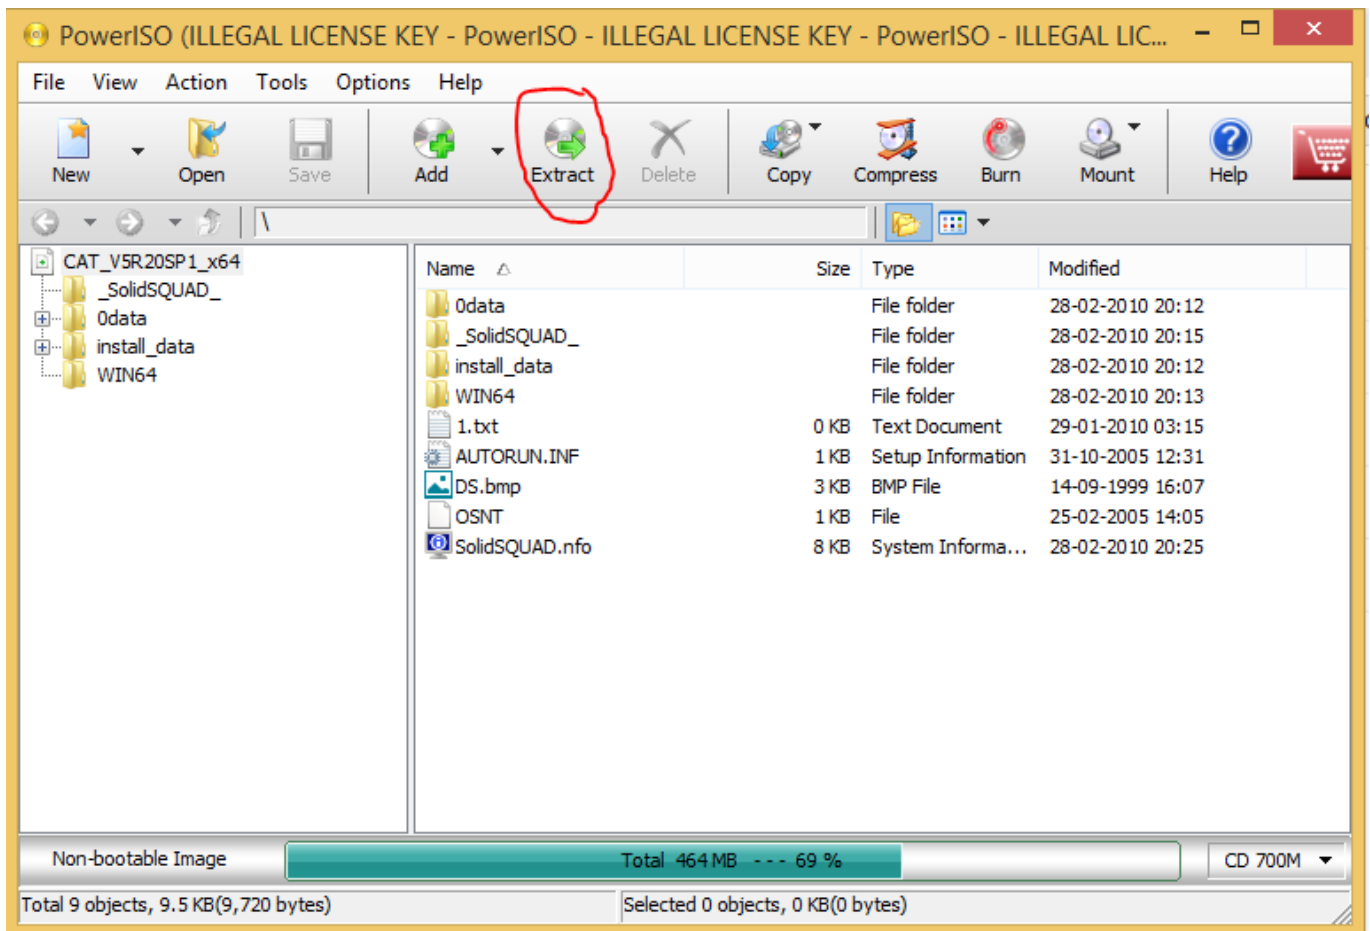 PowerISO (ILLEGAL LICENSE KEY - PowerISO - ILLEGAL LICENSE KEY - PowerISO - ILLEGAL LIC...
File View Action Tools Options Help
New Open Save Add Extract Delete Copy Compress Burn Mount Help
\
CAT_V5R20SP1_x64
_SolidSQUAD_
0data
install_data
WIN64
Name Size Type Modified
0data File folder 28-02-2010 20:12
_SolidSQUAD_ File folder 28-02-2010 20:15
install_data File folder 28-02-2010 20:12
WIN64 File folder 28-02-2010 20:13
1.txt 0 KB Text Document 29-01-2010 03:15
AUTORUN.INF 1 KB Setup Information 31-10-2005 12:31
DS.bmp 3 KB BMP File 14-09-1999 16:07
OSNT 1 KB File 25-02-2005 14:05
SolidSQUAD.nfo 8 KB System Informa... 28-02-2010 20:25
Non-bootable Image Total 464 MB --- 69 % CD 700M
Total 9 objects, 9.5 KB(9,720 bytes) Selected 0 objects, 0 KB(0 bytes)